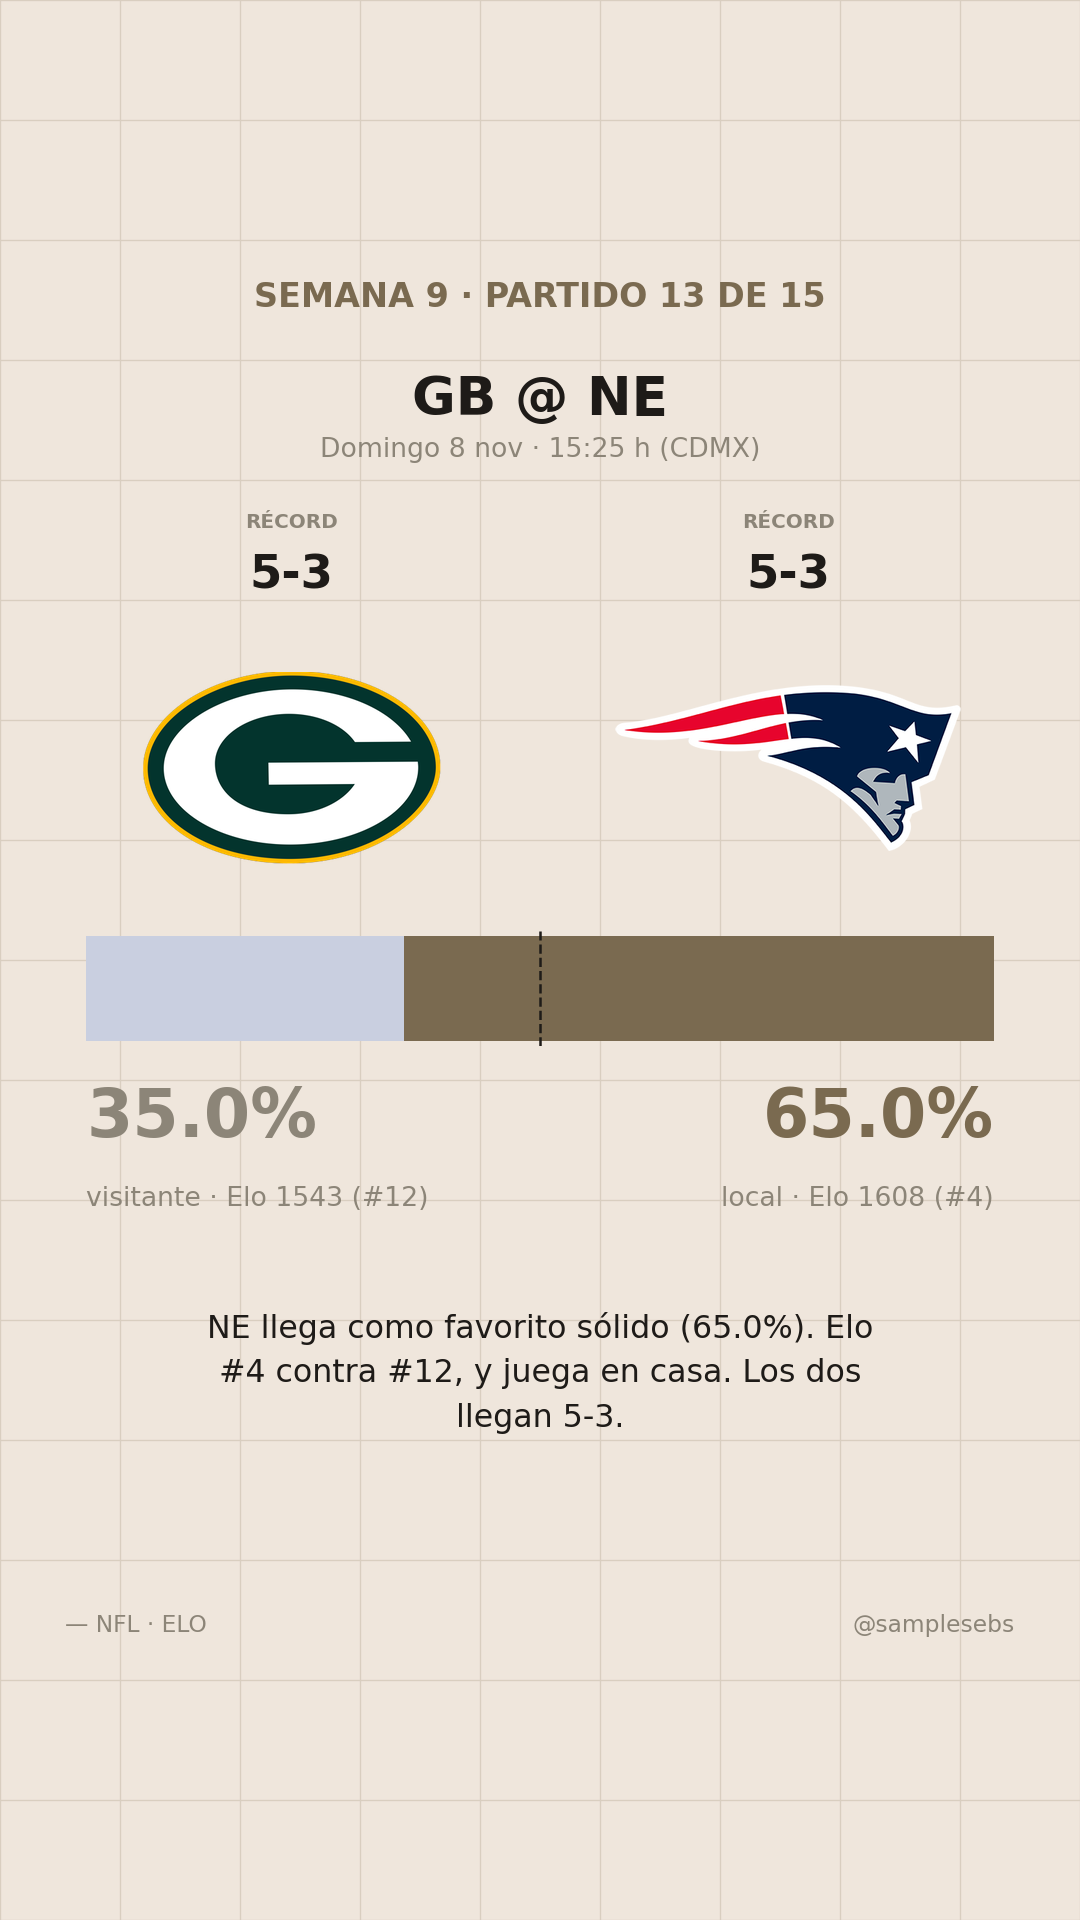 SEMANA 9 · PARTIDO 13 DE 15
GB @ NE
Domingo 8 nov · 15:25 h (CDMX)
RÉCORD
5-3
RÉCORD
5-3
G
35.0%
65.0%
visitante · Elo 1543 (#12)
local · Elo 1608 (#4)
NE llega como favorito sólido (65.0%). Elo
#4 contra #12, y juega en casa. Los dos
llegan 5-3.
— NFL · ELO
@samplesebs